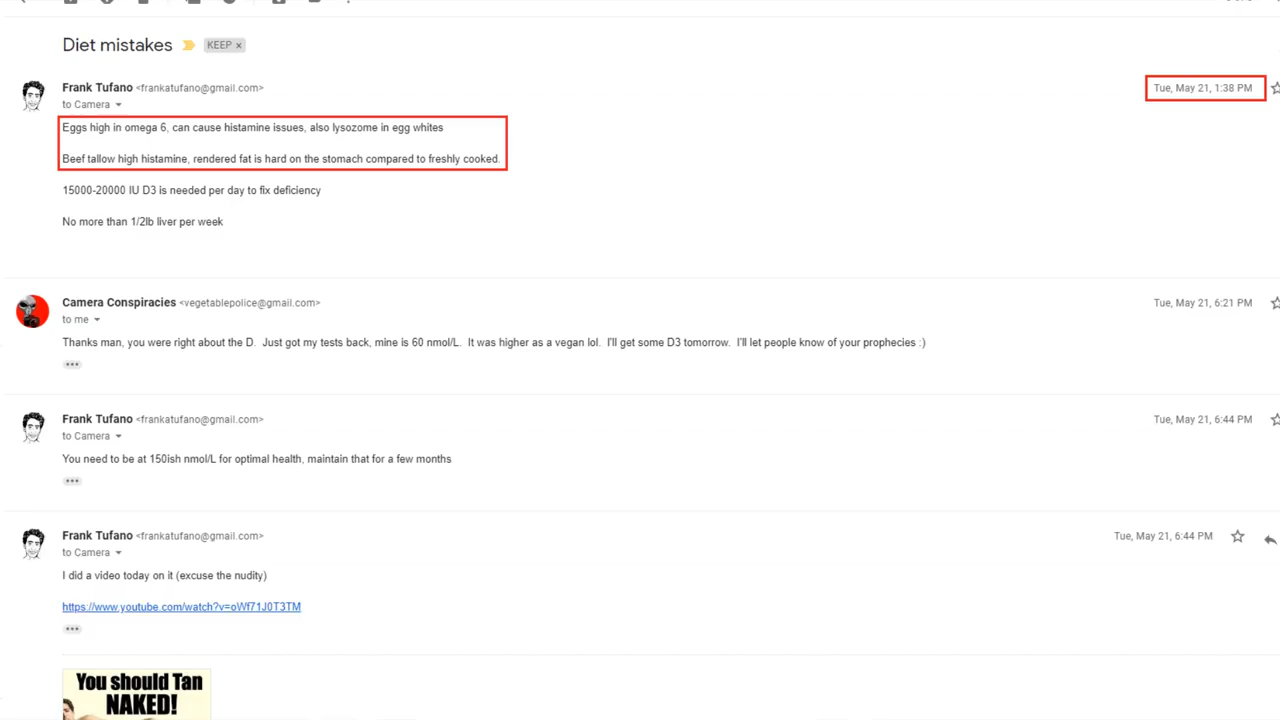 Diet mistakes KEEP ×
Frank Tufano <frankatufano@gmail.com> Tue, May 21, 1:38 PM
to Camera
Eggs high in omega 6, can cause histamine issues, also lysozome in egg whites
Beef tallow high histamine, rendered fat is hard on the stomach compared to freshly cooked.
15000-20000 IU D3 is needed per day to fix deficiency
No more than 1/2lb liver per week
Camera Conspiracies <vegetablepolice@gmail.com> Tue, May 21, 6:21 PM
to me
Thanks man, you were right about the D. Just got my tests back, mine is 60 nmol/L. It was higher as a vegan lol. I'll get some D3 tomorrow. I'll let people know of your prophecies :)
Frank Tufano <frankatufano@gmail.com> Tue, May 21, 6:44 PM
to Camera
You need to be at 150ish nmol/L for optimal health, maintain that for a few months
Frank Tufano <frankatufano@gmail.com> Tue, May 21, 6:44 PM
to Camera
I did a video today on it (excuse the nudity)
https://www.youtube.com/watch?v=oWf71J0T3TM
You should Tan
NAKED!